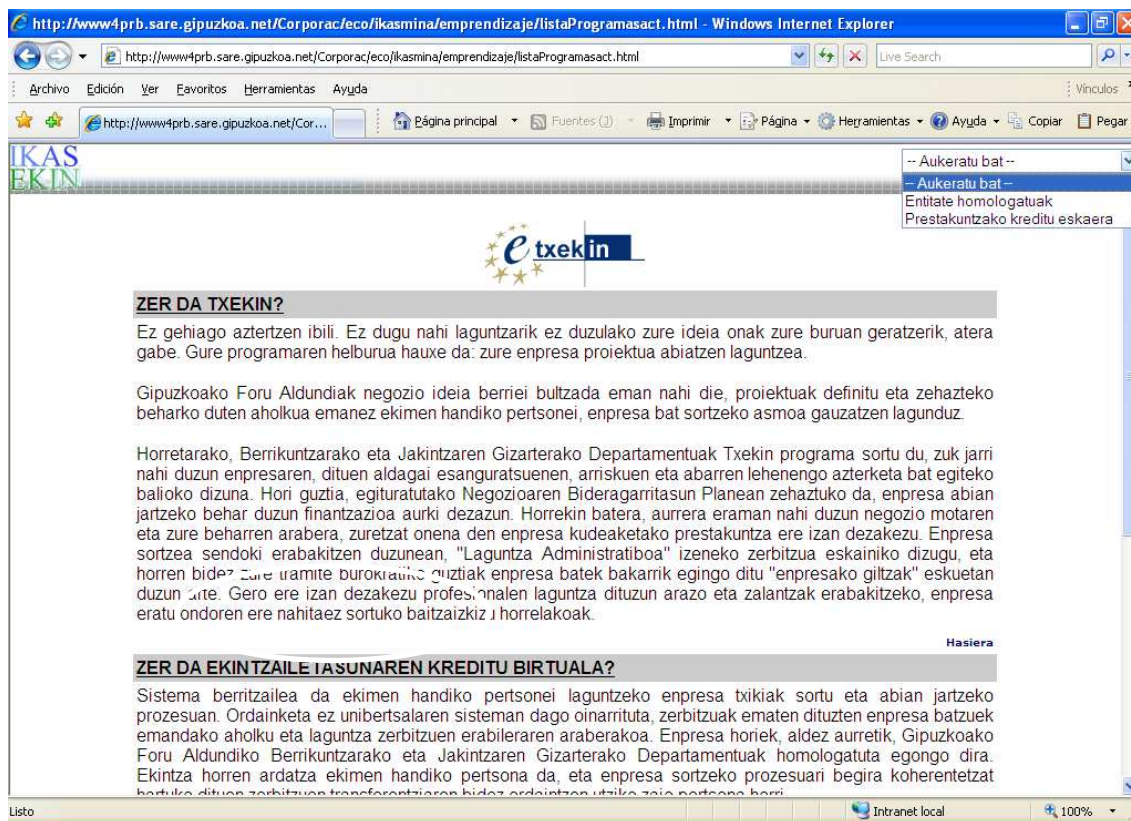 http://www4prb.sare.gipuzkoa.net/Corporac/eco/ikasmina/emprendizaje/listaProgramasact.html - Windows Internet Explorer
http://www4prb.sare.gipuzkoa.net/Corporac/eco/ikasmina/emprendizaje/listaProgramasact.html Live Search
Archivo Edición Ver Favoritos Herramientas Ayuda Vínculos
http://www4prb.sare.gipuzkoa.net/Cor... Página principal Fuentes (J) Imprimir Página Herramientas Ayuda Copiar Pegar
IKAS
EKIN
-- Aukeratu bat --
-- Aukeratu bat --
Entitate homologatuak
Prestakuntzako kreditu eskaera
e txekin
ZER DA TXEKIN?
Ez gehiago aztertzen ibili. Ez dugu nahi laguntzarik ez duzulako zure ideia onak zure buruan geratzerik, atera
gabe. Gure programaren helburua hauxe da: zure enpresa proiektua abiatzen laguntzea.
Gipuzkoako Foru Aldundiak negozio ideia berriei bultzada eman nahi die, proiektuak definitu eta zehazteko
beharko duten aholkua emanez ekimen handiko pertsonei, enpresa bat sortzeko asmoa gauzatzen lagunduz.
Horretarako, Berrikuntzarako eta Jakintzaren Gizarterako Departamentuak Txekin programa sortu du, zuk jarri
nahi duzun enpresaren, dituen aldagai esanguratsuenen, arriskuen eta abarren lehenengo azterketa bat egiteko
balioko dizuna. Hori guztia, egituratutako Negozioaren Bideragarritasun Planean zehaztuko da, enpresa abian
jartzeko behar duzun finantzazioa aurki dezazun. Horrekin batera, aurrera eraman nahi duzun negozio motaren
eta zure beharren arabera, zuretzat onena den enpresa kudeaketako prestakuntza ere izan dezakezu. Enpresa
sortzea sendoki erabakitzen duzunean, "Laguntza Administratiboa" izeneko zerbitzua eskainiko dizugu, eta
horren bidez zure tramite burokratiko guztiak enpresa batek bakarrik egingo ditu "enpresako giltzak" eskuetan
duzun arte. Gero ere izan dezakezu profesionalen laguntza dituzun arazo eta zalantzak erabakitzeko, enpresa
eratu ondoren ere nahitaez sortuko baitzaizkizu horrelakoak.
Hasiera
ZER DA EKINTZAILETASUNAREN KREDITU BIRTUALA?
Sistema berritzailea da ekimen handiko pertsonei laguntzeko enpresa txikiak sortu eta abian jartzeko
prozesuan. Ordainketa ez unibertsalaren sisteman dago oinarrituta, zerbitzuak ematen dituzten enpresa batzuek
emandako aholku eta laguntza zerbitzuen erabileraren araberakoa. Enpresa horiek, aldez aurretik, Gipuzkoako
Foru Aldundiko Berrikuntzarako eta Jakintzaren Gizarterako Departamentuak homologatuta egongo dira.
Ekintza horren ardatza ekimen handiko pertsona da, eta enpresa sortzeko prozesuari begira koherentetzat
hartuko dituen zerbitzuen transferentziaren bidez ordaintzen utziko zaio pertsona horri.
Listo Intranet local 100%